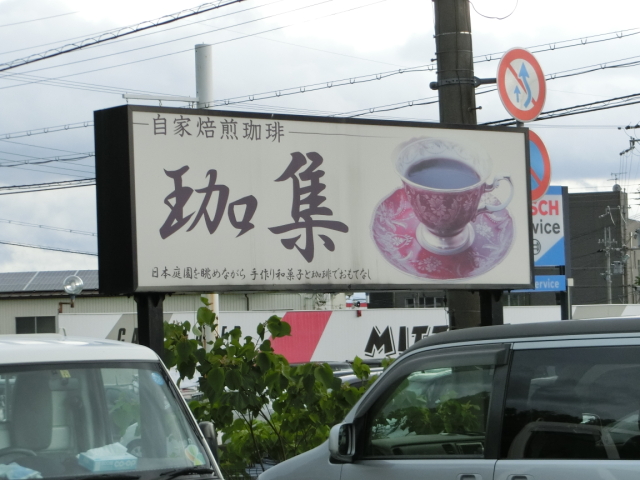 自家焙煎珈琲
珈集
日本庭園を眺めながら 手作り和菓子と珈琲でおもてなし
SCH
vice
service
MITS